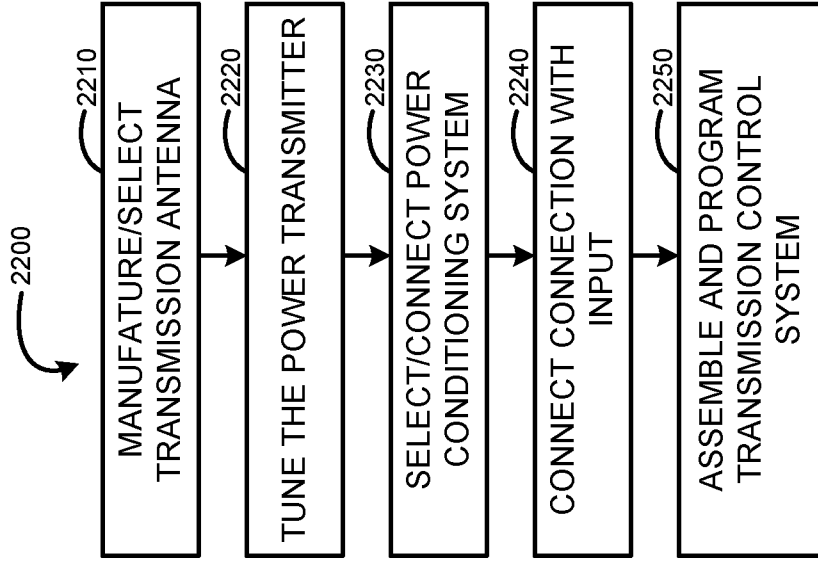 2200
2210
MANUFATURE/SELECT
TRANSMISSION ANTENNA
2220
TUNE THE POWER TRANSMITTER
2230
SELECT/CONNECT POWER
CONDITIONING SYSTEM
2240
CONNECT CONNECTION WITH
INPUT
2250
ASSEMBLE AND PROGRAM
TRANSMISSION CONTROL
SYSTEM